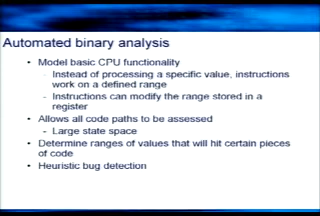 Automated binary analysis
• Model basic CPU functionality
- Instead of processing a specific value, instructions
work on a defined range
- Instructions can modify the range stored in a
register
• Allows all code paths to be assessed
- Large state space
• Determine ranges of values that will hit certain pieces
of code
• Heuristic bug detection